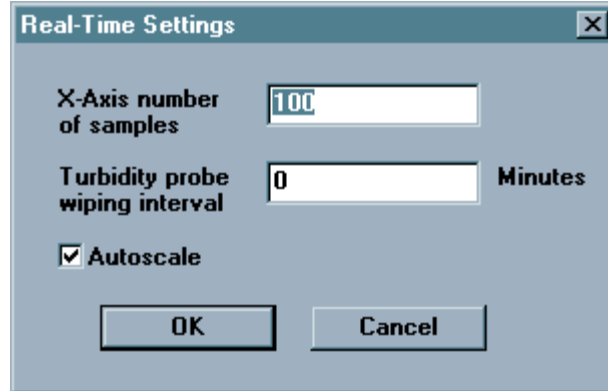 Real-Time Settings
X-Axis number
of samples
100
Turbidity probe
wiping interval
0
Minutes
Autoscale
OK
Cancel